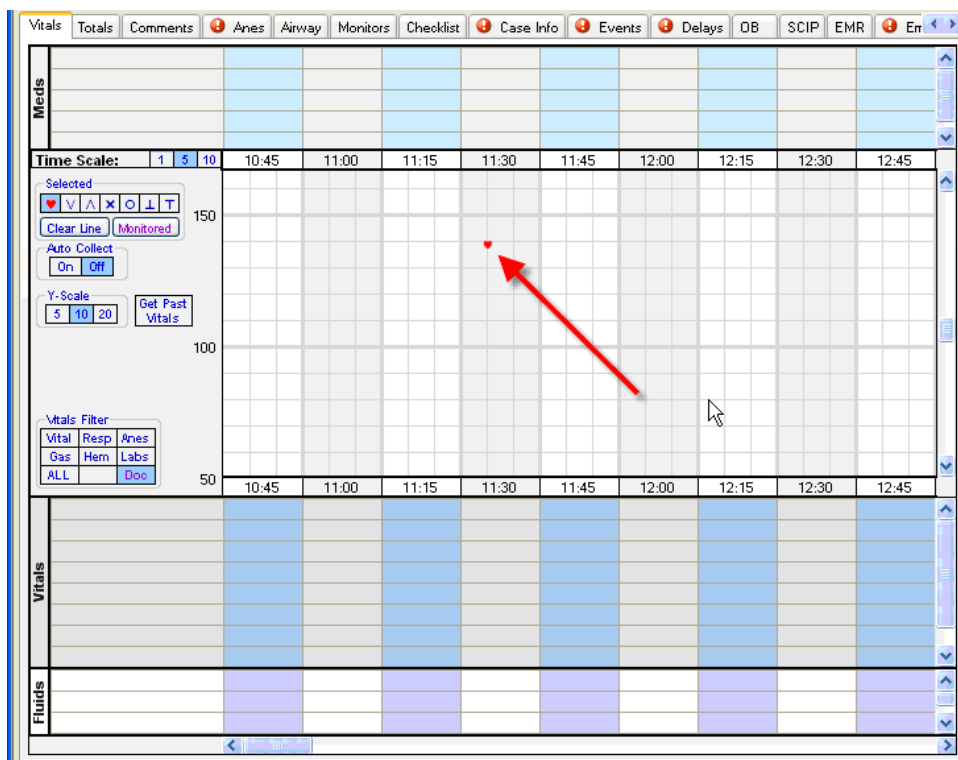 Vitals Totals Comments Anes Airway Monitors Checklist Case Info Events Delays OB SCIP EMR Em
Meds
Time Scale: 1 5 10 10:45 11:00 11:15 11:30 11:45 12:00 12:15 12:30 12:45
Selected
V Λ X O ⊥ T
150
Clear Line Monitored
Auto Collect
On Off
Y-Scale
5 10 20
Get Past
Vitals
100
Vitals Filter
Vital Resp Anes
Gas Hem Labs
ALL Doc
50
10:45 11:00 11:15 11:30 11:45 12:00 12:15 12:30 12:45
Vitals
Fluids